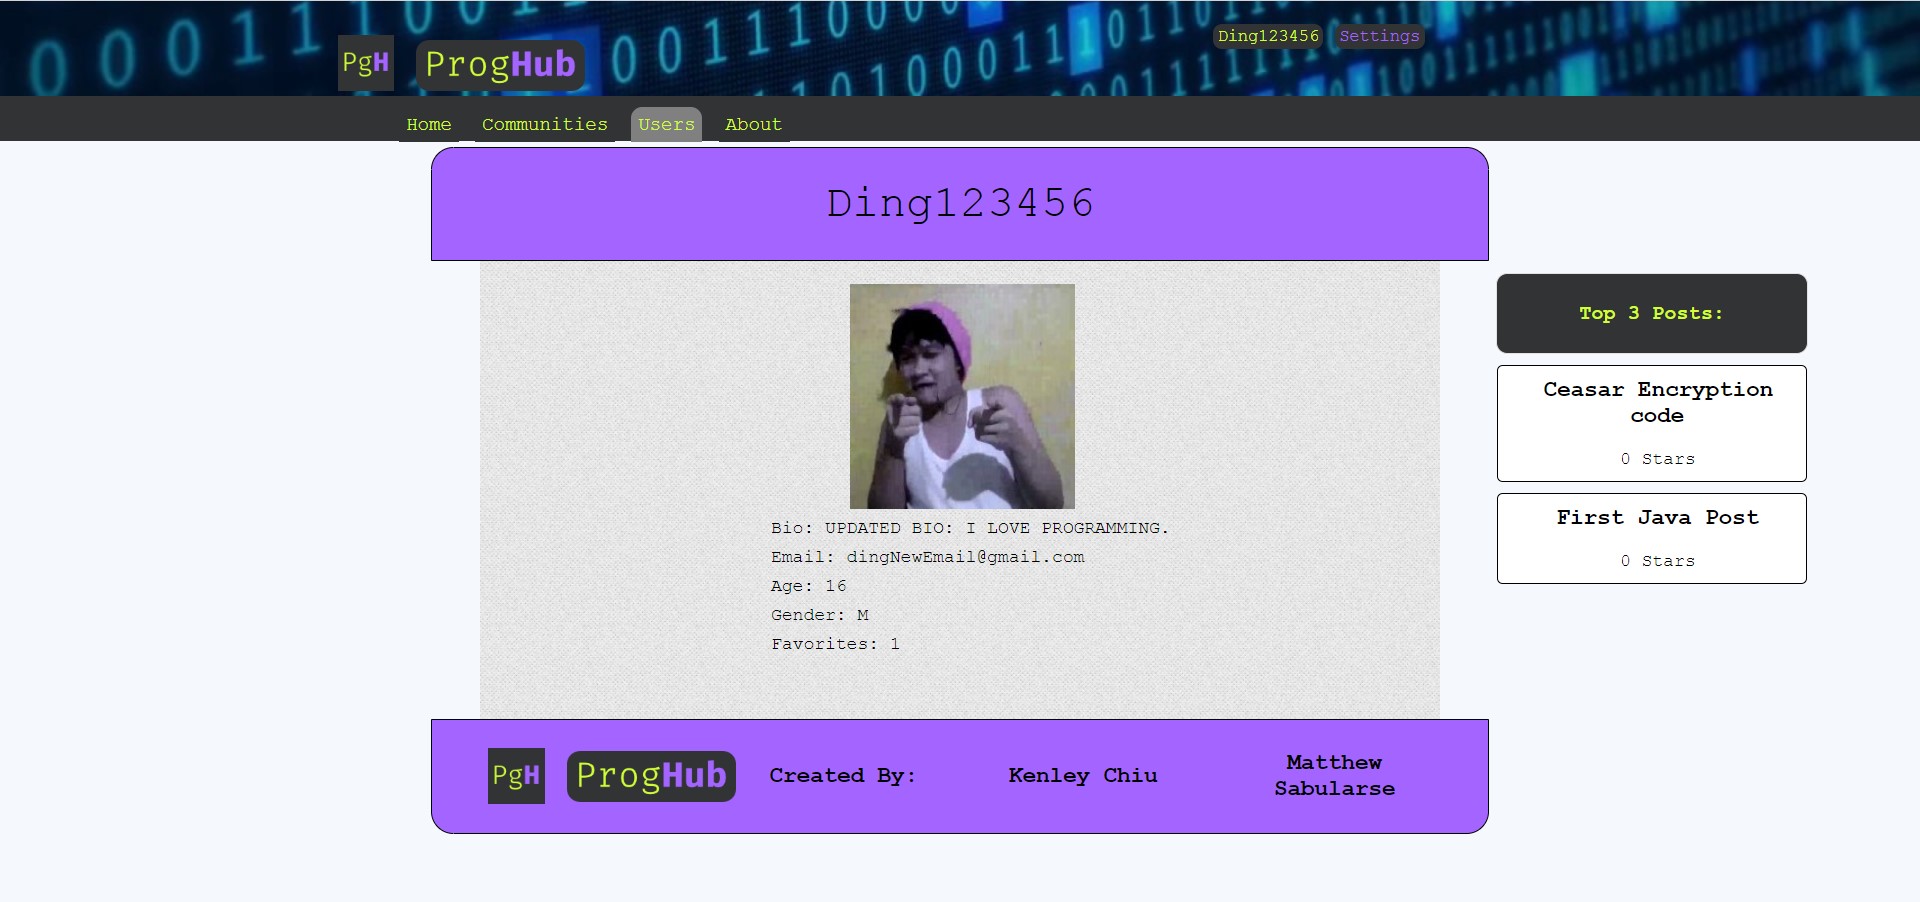 PgH
ProgHub
Ding123456
Settings
Home
Communities
Users
About
Ding123456
Bio: UPDATED BIO: I LOVE PROGRAMMING.
Email: dingNewEmail@gmail.com
Age: 16
Gender: M
Favorites: 1
Top 3 Posts:
Ceasar Encryption
code
0 Stars
First Java Post
0 Stars
PgH
ProgHub
Created By:
Kenley Chiu
Matthew
Sabularse